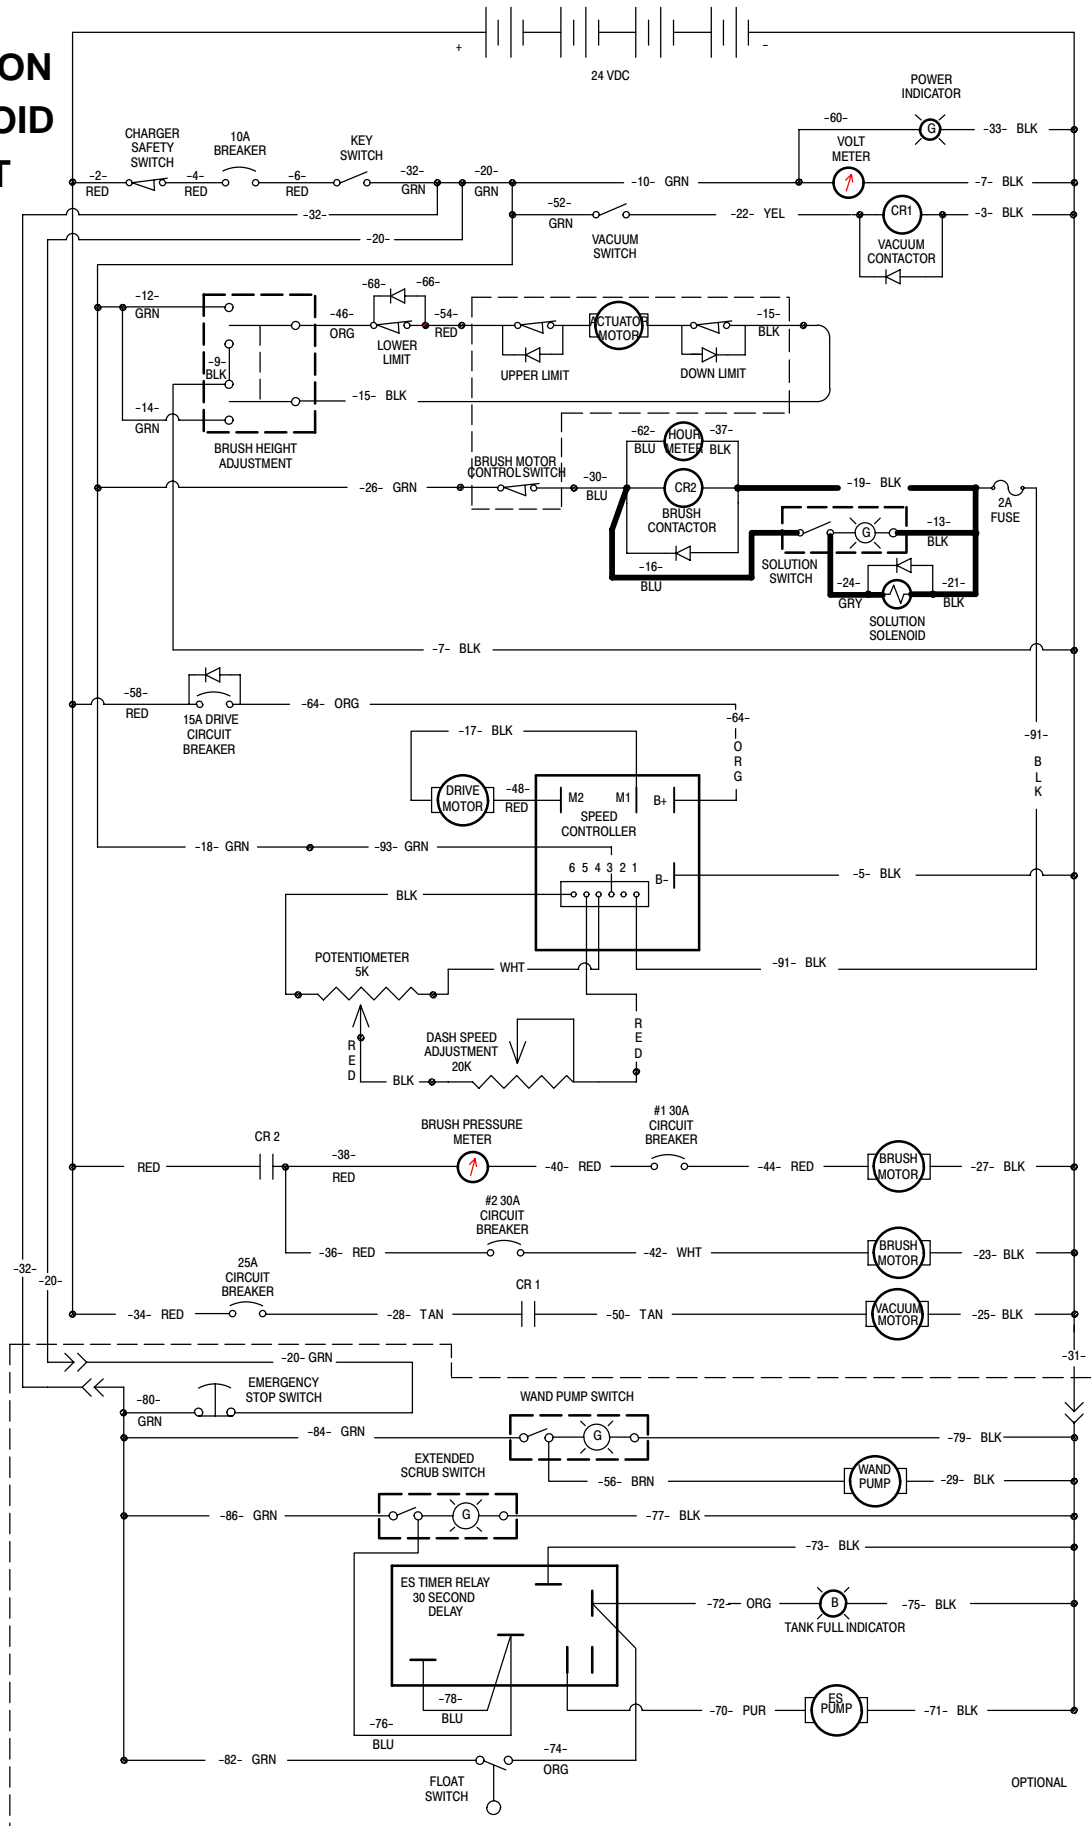 ON
OID
T
+
-
24 VDC
POWER
INDICATOR
-60-
G
-33- BLK
CHARGER
SAFETY
SWITCH
10A
BREAKER
KEY
SWITCH
VOLT
METER
-2-
RED
-4-
RED
-6-
RED
-32-
GRN
-20-
GRN
-10- GRN
-7- BLK
-32-
-52-
GRN
-22- YEL
CR1
-3- BLK
VACUUM
SWITCH
VACUUM
CONTACTOR
-20-
-12-
GRN
-46-
ORG
-68-
-66-
-54-
RED
LOWER
LIMIT
UPPER LIMIT
ACTUATOR
MOTOR
DOWN LIMIT
-15-
BLK
-9-
BLK
-15- BLK
-14-
GRN
BRUSH HEIGHT
ADJUSTMENT
-62-
BLU
HOUR
METER
-37-
BLK
BRUSH MOTOR
CONTROL SWITCH
-26- GRN
-30-
BLU
CR2
BRUSH
CONTACTOR
-19- BLK
2A
FUSE
G
-13-
BLK
-16-
BLU
SOLUTION
SWITCH
-24-
GRY
-21-
BLK
SOLUTION
SOLENOID
-7- BLK
-58-
RED
-64- ORG
15A DRIVE
CIRCUIT
BREAKER
-64-
O
R
G
-91-
B
L
K
-17- BLK
DRIVE
MOTOR
-48-
RED
M2
M1
B+
SPEED
CONTROLLER
-18- GRN
-93- GRN
6 5 4 3 2 1
B-
-5- BLK
BLK
POTENTIOMETER
5K
WHT
-91- BLK
R
E
D
DASH SPEED
ADJUSTMENT
20K
R
E
D
BLK
CR 2
BRUSH PRESSURE
METER
#1 30A
CIRCUIT
BREAKER
RED
-38-
RED
-40- RED
-44- RED
BRUSH
MOTOR
-27- BLK
#2 30A
CIRCUIT
BREAKER
-36- RED
-42- WHT
BRUSH
MOTOR
-23- BLK
-32-
-20-
25A
CIRCUIT
BREAKER
CR 1
-34- RED
-28- TAN
-50- TAN
VACUUM
MOTOR
-25- BLK
-31-
-20- GRN
EMERGENCY
STOP SWITCH
-80-
GRN
WAND PUMP SWITCH
-84- GRN
G
-79- BLK
-56- BRN
WAND
PUMP
-29- BLK
EXTENDED
SCRUB SWITCH
-86- GRN
G
-77- BLK
-73- BLK
ES TIMER RELAY
30 SECOND
DELAY
-72- ORG
B
-75- BLK
TANK FULL INDICATOR
-78-
BLU
-70- PUR
ES
PUMP
-71- BLK
-76-
BLU
-82- GRN
-74-
ORG
FLOAT
SWITCH
OPTIONAL